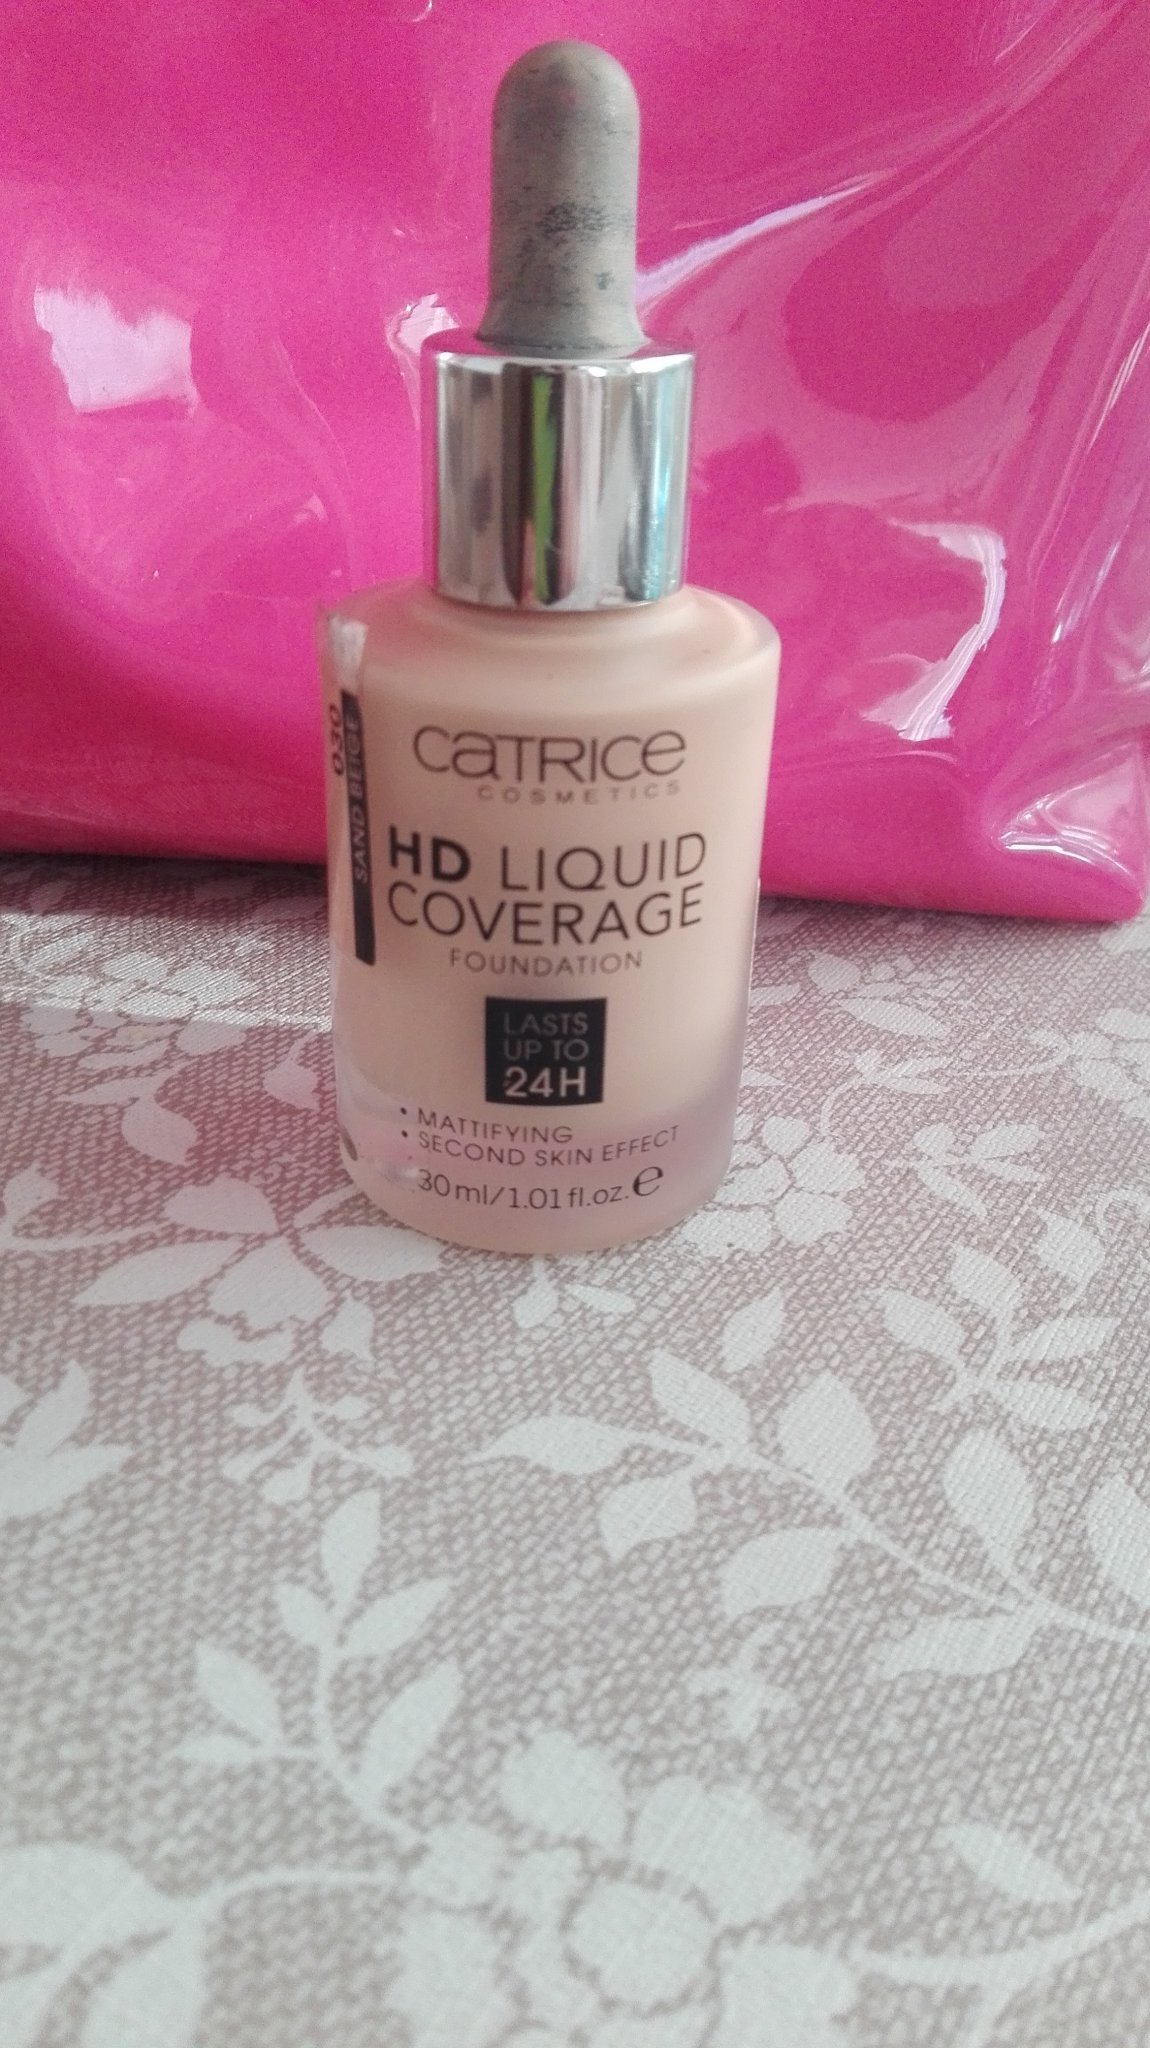 CATRICE
COSMETICS
HD LIQUID
COVERAGE
FOUNDATION
LASTS
UP TO
24H
• MATTIFYING
• SECOND SKIN EFFECT
30 ml/1.01 fl.oz.℮
030
SAND BEIGE